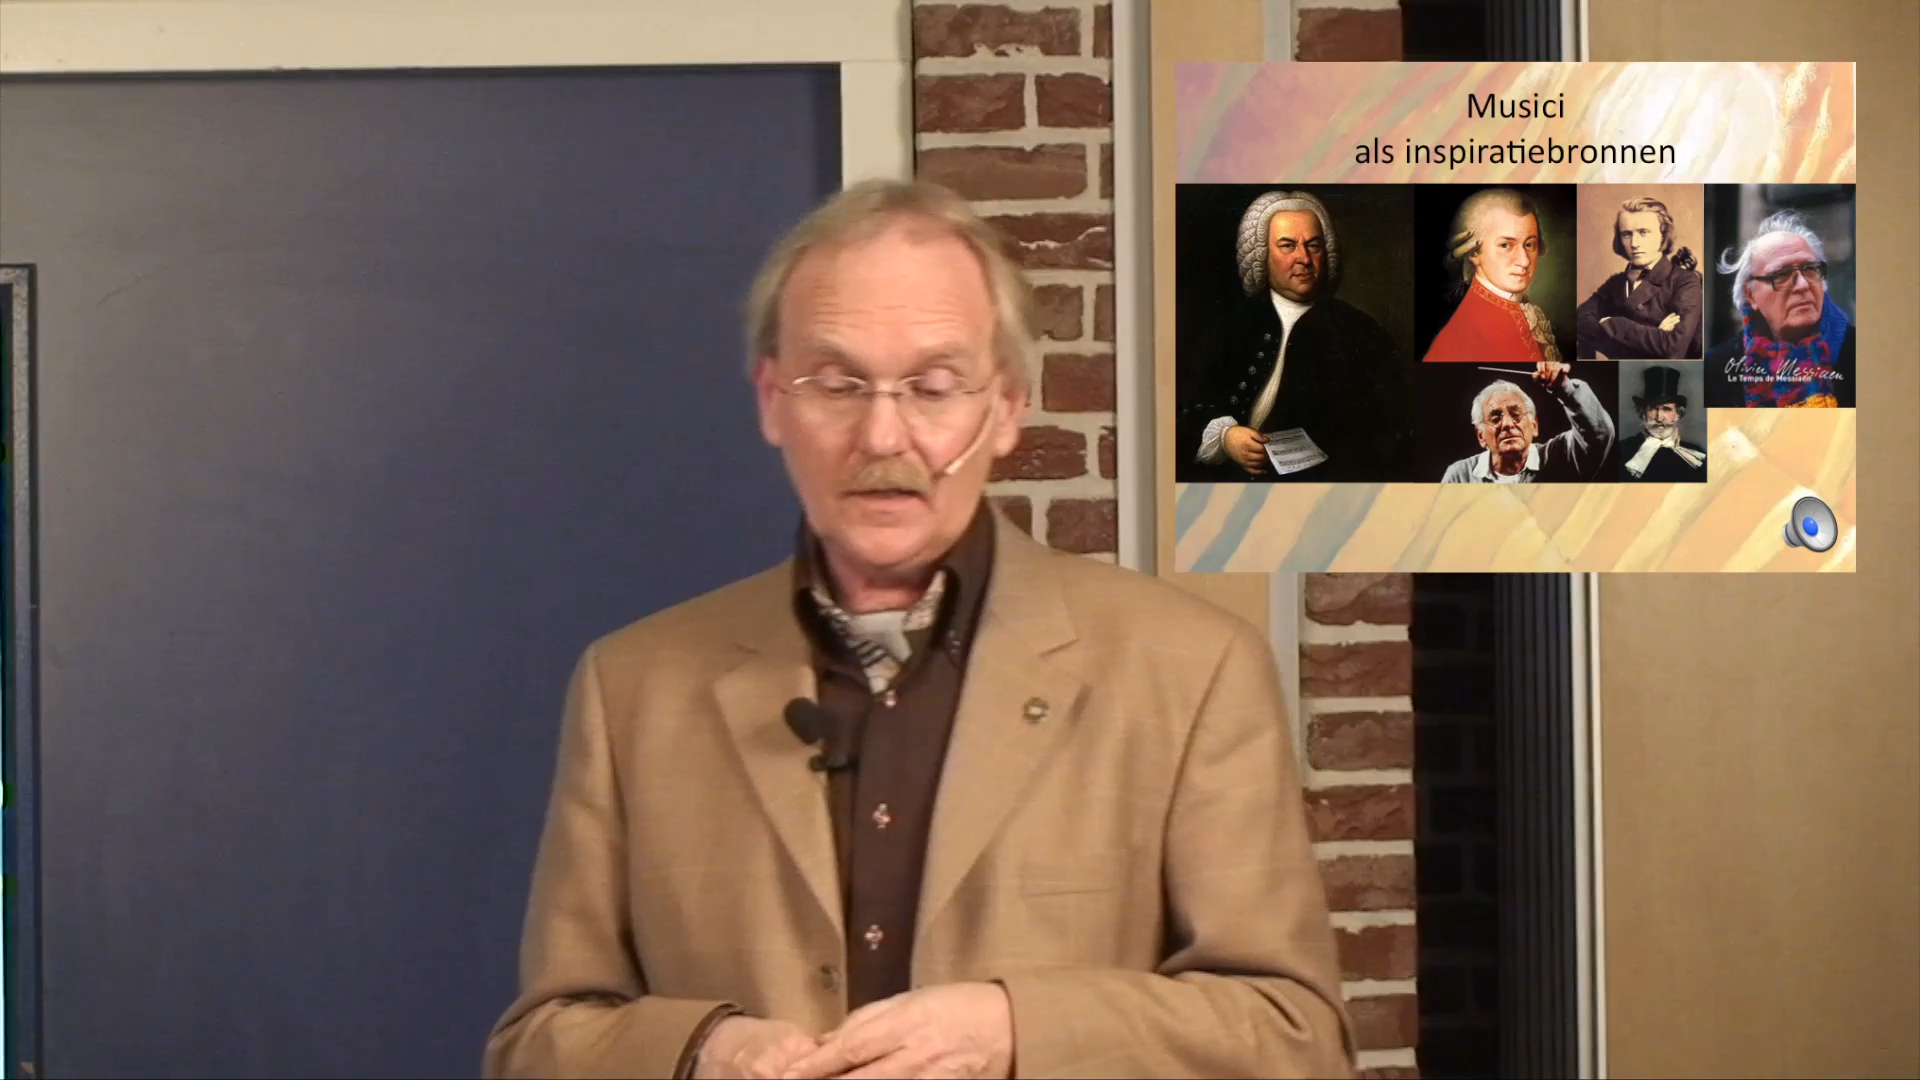 Musici
als inspiratiebronnen
Olivier Messiaen
Le Temps de Messiaen